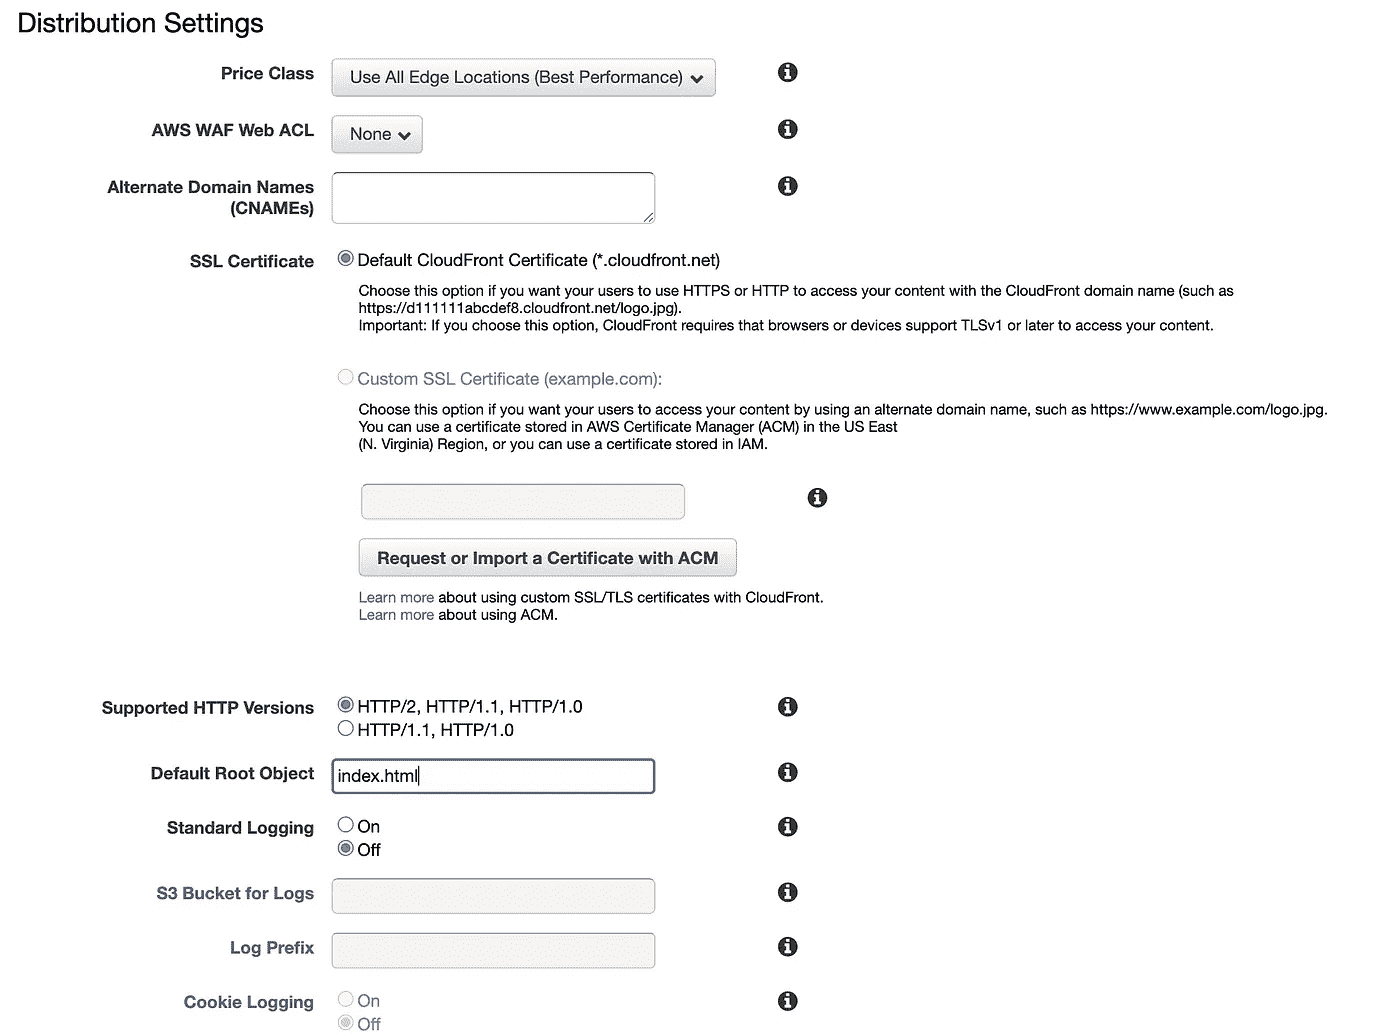 Distribution Settings
Price Class Use All Edge Locations (Best Performance)
AWS WAF Web ACL None
Alternate Domain Names
(CNAMEs)
SSL Certificate Default CloudFront Certificate (*.cloudfront.net)
Choose this option if you want your users to use HTTPS or HTTP to access your content with the CloudFront domain name (such as
https://d111111abcdef8.cloudfront.net/logo.jpg).
Important: If you choose this option, CloudFront requires that browsers or devices support TLSv1 or later to access your content.
Custom SSL Certificate (example.com):
Choose this option if you want your users to access your content by using an alternate domain name, such as https://www.example.com/logo.jpg.
You can use a certificate stored in AWS Certificate Manager (ACM) in the US East
(N. Virginia) Region, or you can use a certificate stored in IAM.
Request or Import a Certificate with ACM
Learn more about using custom SSL/TLS certificates with CloudFront.
Learn more about using ACM.
Supported HTTP Versions HTTP/2, HTTP/1.1, HTTP/1.0
HTTP/1.1, HTTP/1.0
Default Root Object index.html
Standard Logging On
Off
S3 Bucket for Logs
Log Prefix
Cookie Logging On
Off